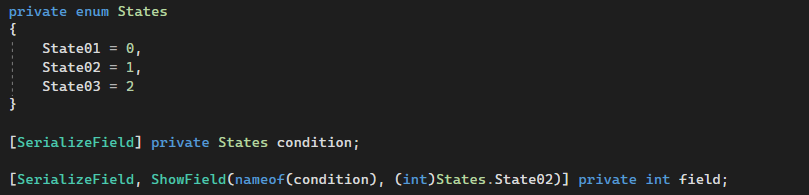 private enum States
{
State01 = 0,
State02 = 1,
State03 = 2
}
[SerializeField] private States condition;
[SerializeField, ShowField(nameof(condition), (int)States.State02)] private int field;